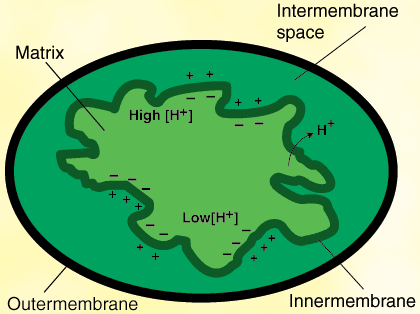 Intermembrane
space
Matrix
+ +
− −
+ +
− −
High [H+]
H+
− −
−
+ +
+
Low[H+]
− −
+ +
− − −
+ + +
Outermembrane
Innermembrane